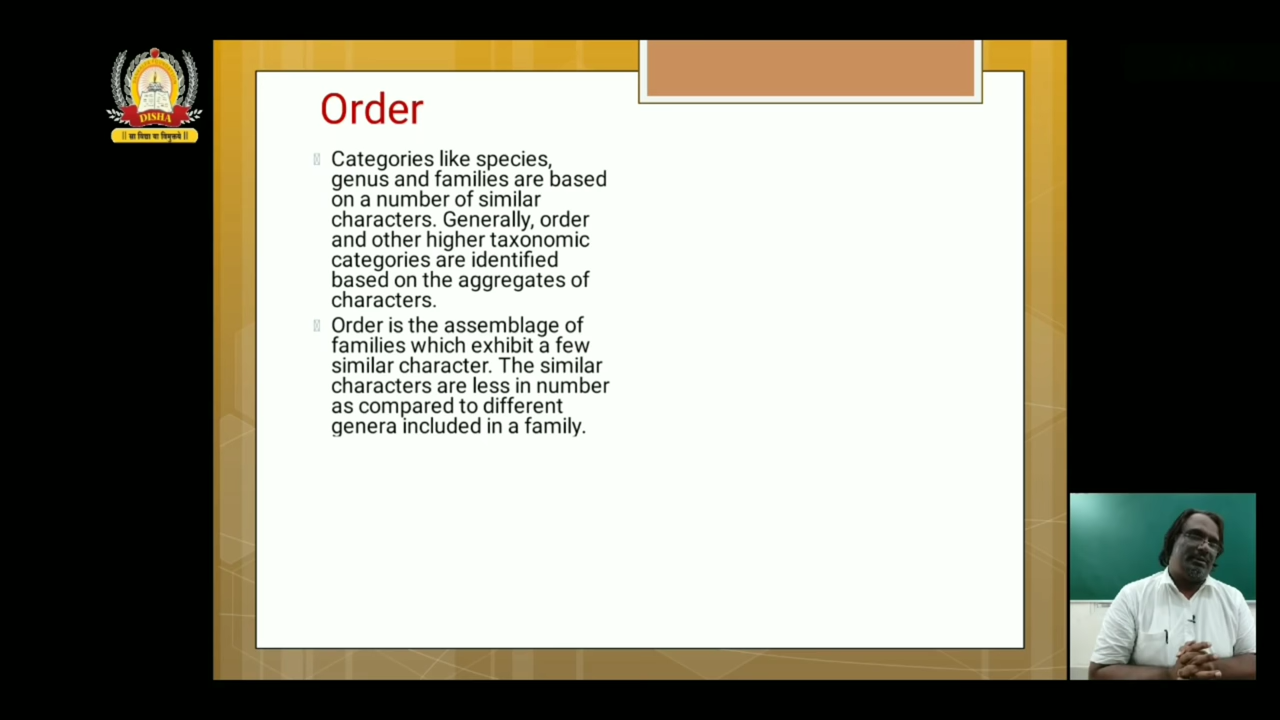 DISHA
|| सा विद्या या विमुक्तये ||
Order
Categories like species,
genus and families are based
on a number of similar
characters. Generally, order
and other higher taxonomic
categories are identified
based on the aggregates of
characters.
Order is the assemblage of
families which exhibit a few
similar character. The similar
characters are less in number
as compared to different
genera included in a family.